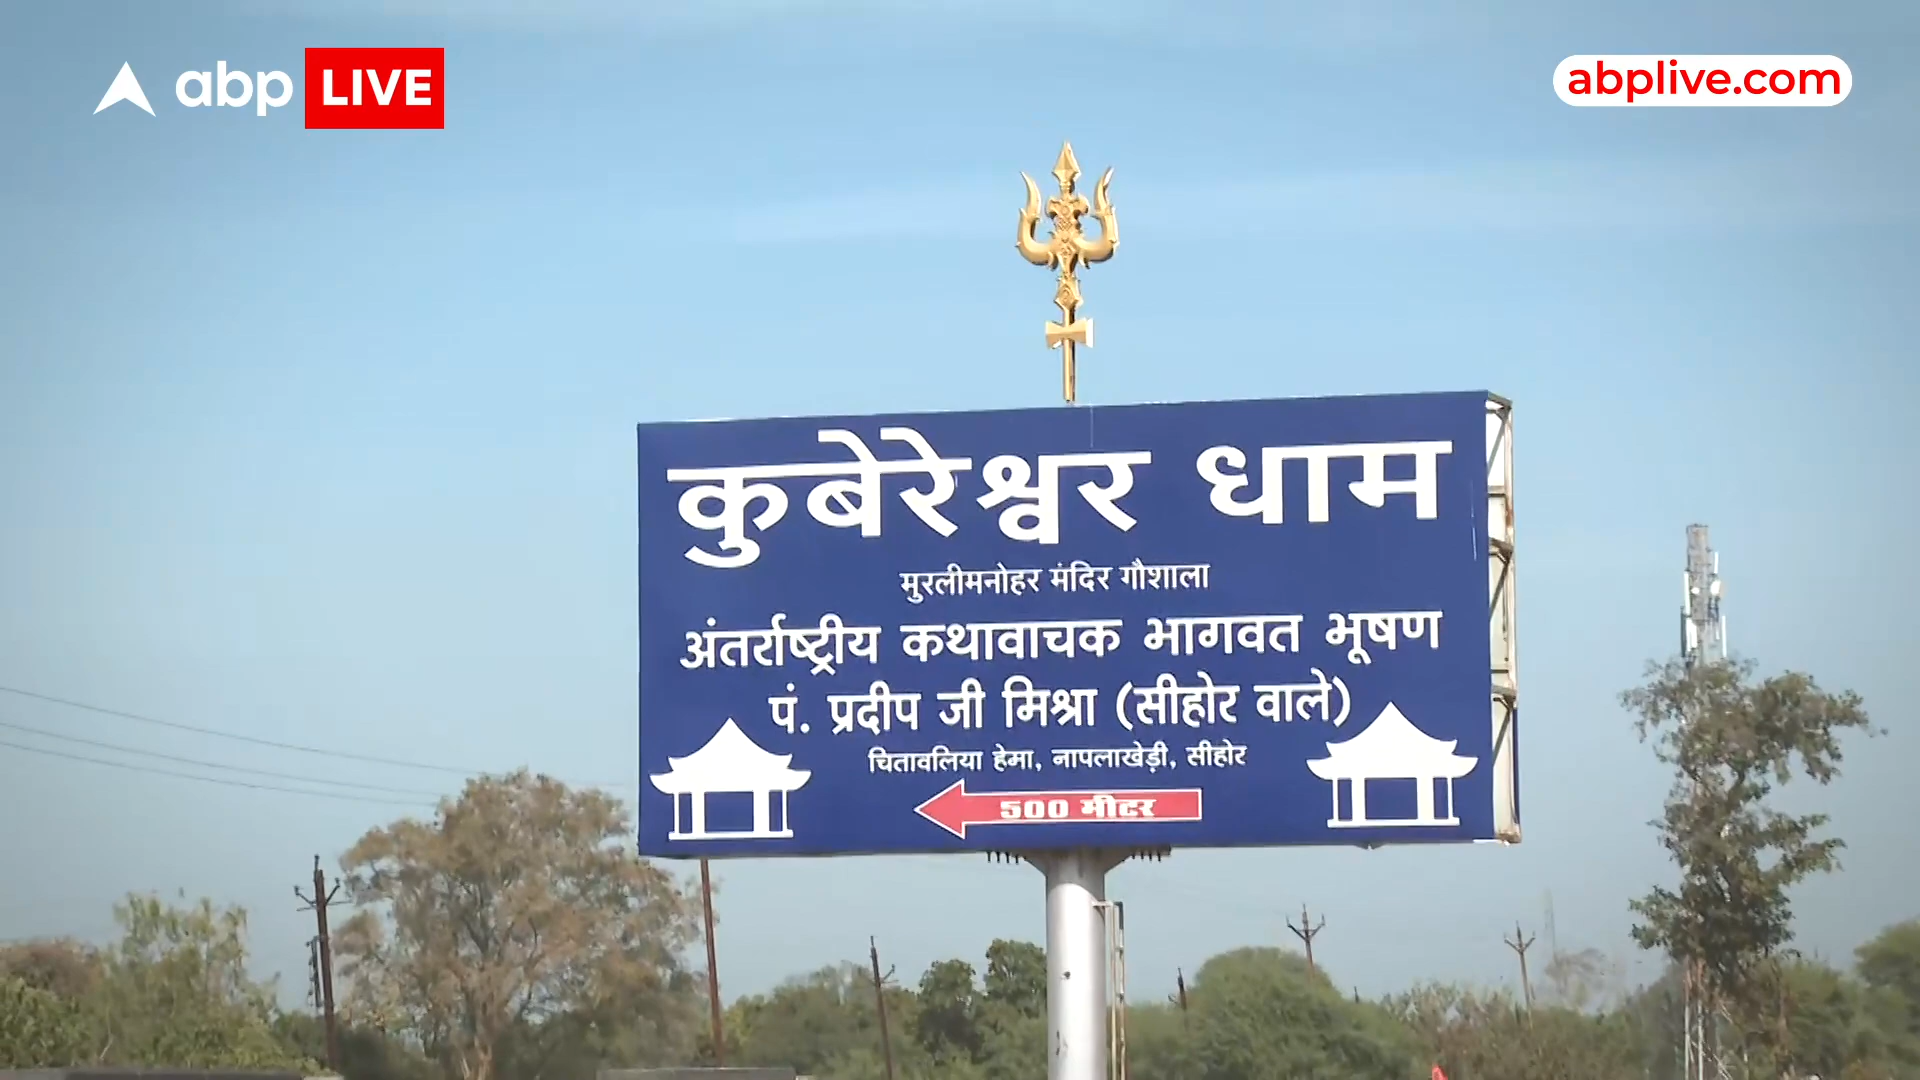 abp LIVE
abplive.com
कुबेरेश्वर धाम
मुरलीमनोहर मंदिर गौशाला
अंतर्राष्ट्रीय कथावाचक भागवत भूषण
पं. प्रदीप जी मिश्रा (सीहोर वाले)
चितावलिया हेमा, नापलाखेड़ी, सीहोर
500 मीटर